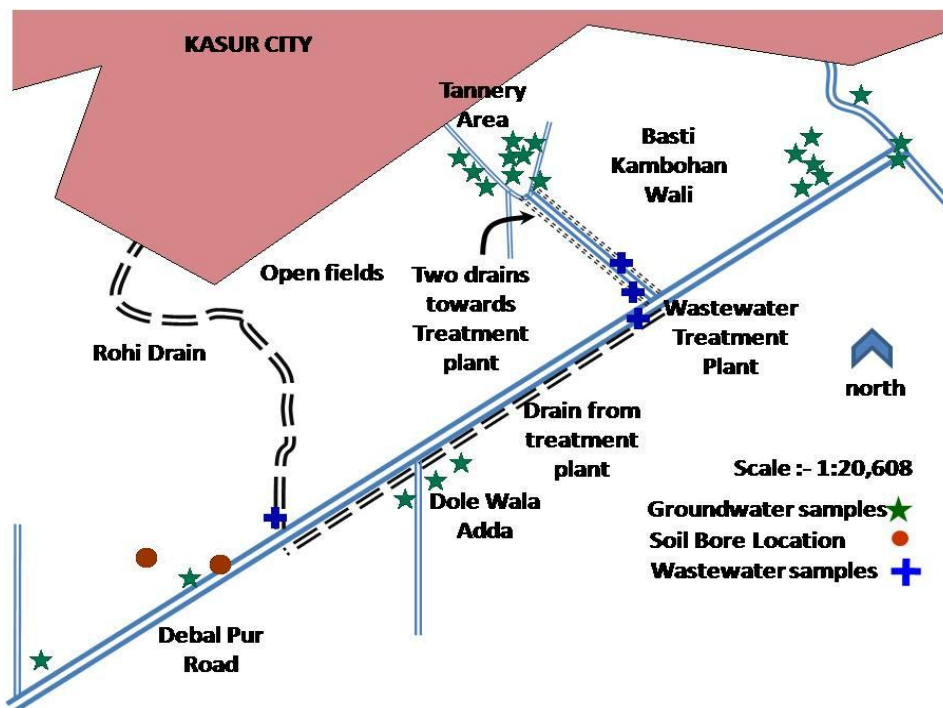 KASUR CITY
Tannery
Area
Basti
Kambohan
Wali
Open fields
Two drains
towards
Treatment
plant
Wastewater
Treatment
Plant
Rohi Drain
north
Drain from
treatment
plant
Scale :- 1:20,608
Dole Wala
Adda
Groundwater samples
Soil Bore Location
Wastewater samples
Debal Pur
Road